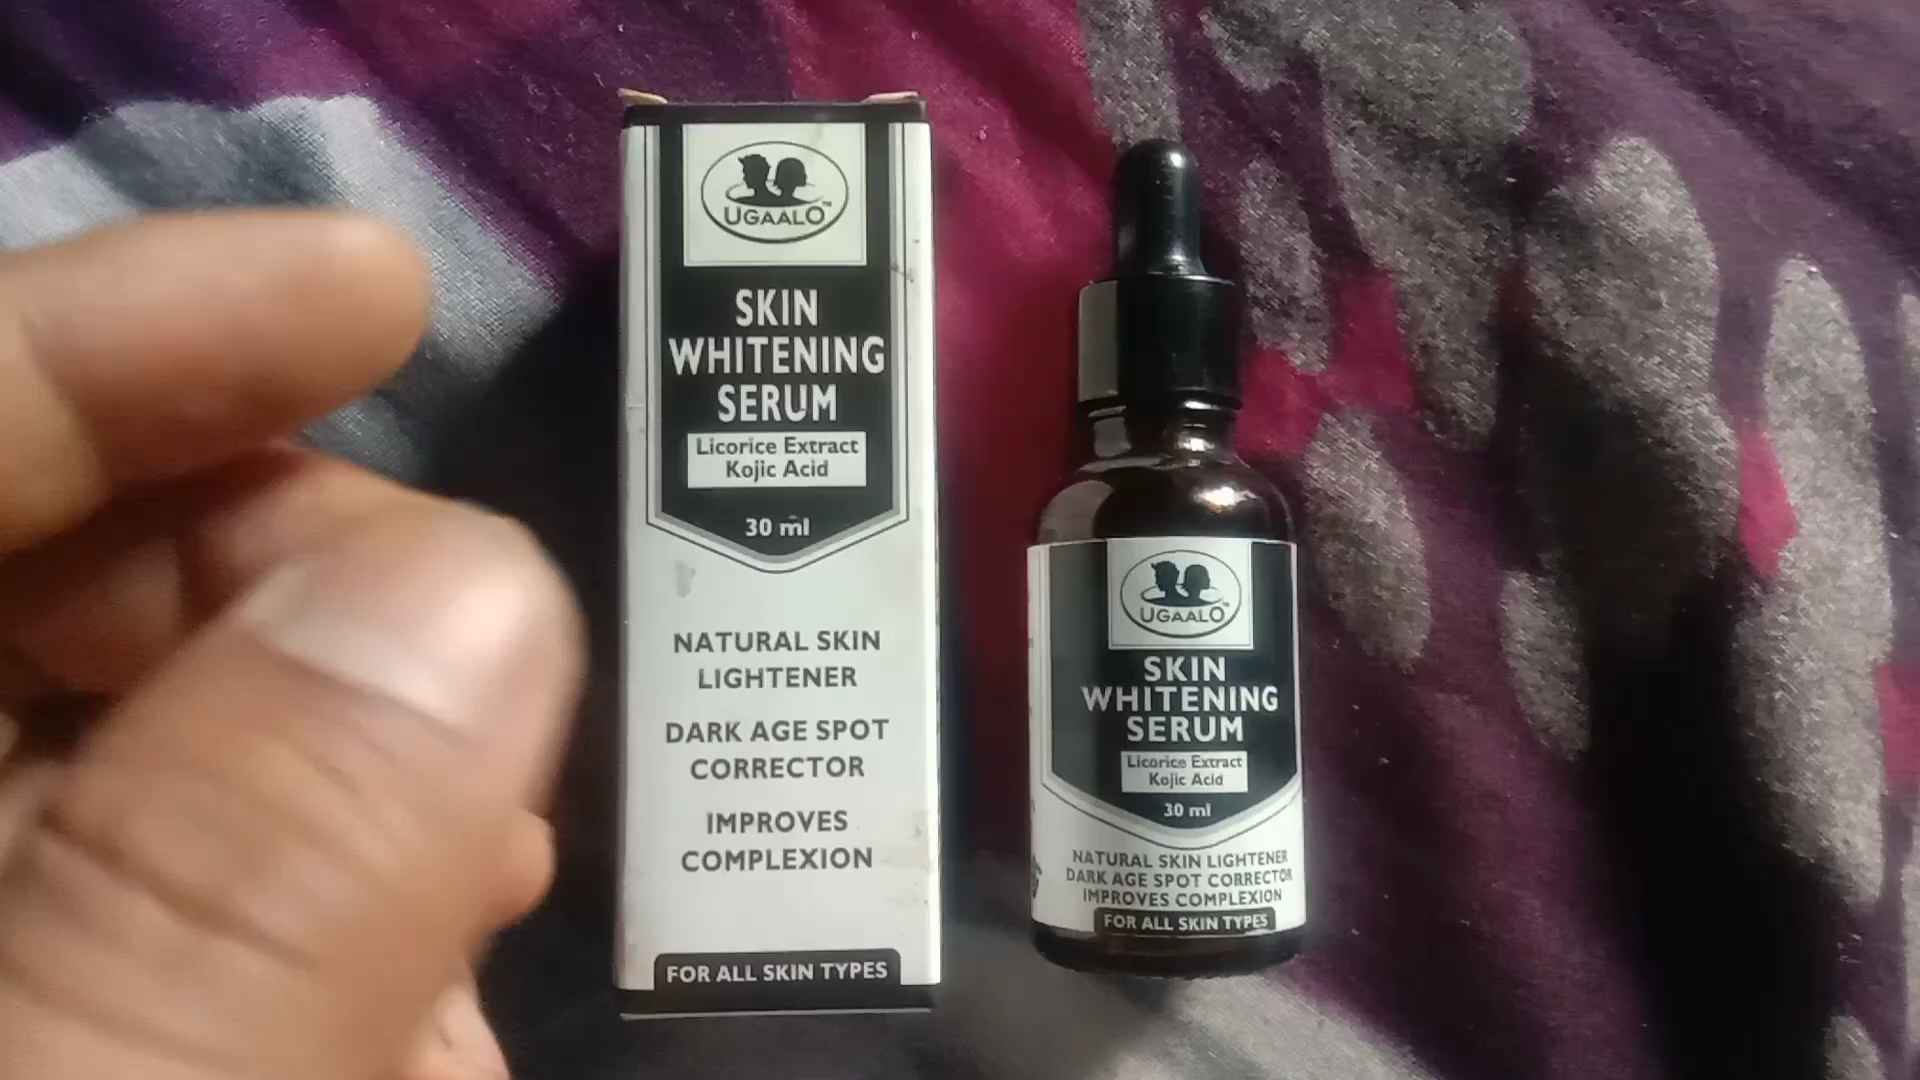 UGAALO™
SKIN
WHITENING
SERUM
Licorice Extract
Kojic Acid
30 ml
NATURAL SKIN
LIGHTENER
DARK AGE SPOT
CORRECTOR
IMPROVES
COMPLEXION
FOR ALL SKIN TYPES
UGAALO™
SKIN
WHITENING
SERUM
Licorice Extract
Kojic Acid
30 ml
NATURAL SKIN LIGHTENER
DARK AGE SPOT CORRECTOR
IMPROVES COMPLEXION
FOR ALL SKIN TYPES